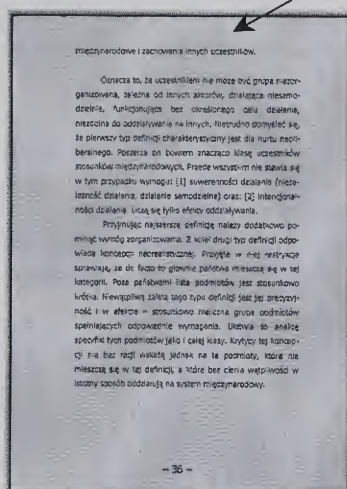 międzynarodowe i zachowania innych uczestników.
Oznacza to, że uczestnikiem nie może być grupa niezor-
ganizowana, zależna od innych aktorów, działająca niesamo-
dzielnie, funkcjonująca bez określonego celu działania,
niezdolna do oddziaływania na innych. Nietrudno domyśleć się,
że pierwszy typ definicji charakterystyczny jest dla nurtu neoli-
beralnego. Poszerza on bowiem znacząco klasę uczestników
stosunków międzynarodowych. Przede wszystkim nie stawia się
w tym przypadku wymogu: [1] suwerenności działania (nieza-
leżność działania, działanie samodzielne) oraz: [2] intencjonal-
ności działania. Liczą się tylko efekty oddziaływania.
Przyjmując najszerszą definicję należy dodatkowo po-
minąć wymóg zorganizowania. Z kolei drugi typ definicji odpo-
wiada koncepcji neorealistycznej. Przyjęte w niej restrykcje
sprawiają, że de facto to głównie państwa mieszczą się w tej
kategorii. Poza państwami lista podmiotów jest stosunkowo
krótka. Niewątpliwą zaletą tego typu definicji jest jej precyzyj-
ność i w efekcie – stosunkowo nieliczna grupa podmiotów
spełniających odpowiednie wymagania. Ułatwia to analizę
specyfiki tych podmiotów jako i całej klasy. Krytycy tej koncep-
cji nie bez racji wskażą jednak na te podmioty, które nie
mieszczą się w tej definicji, a które bez cienia wątpliwości w
istotny sposób oddziałują na system międzynarodowy.
– 36 –